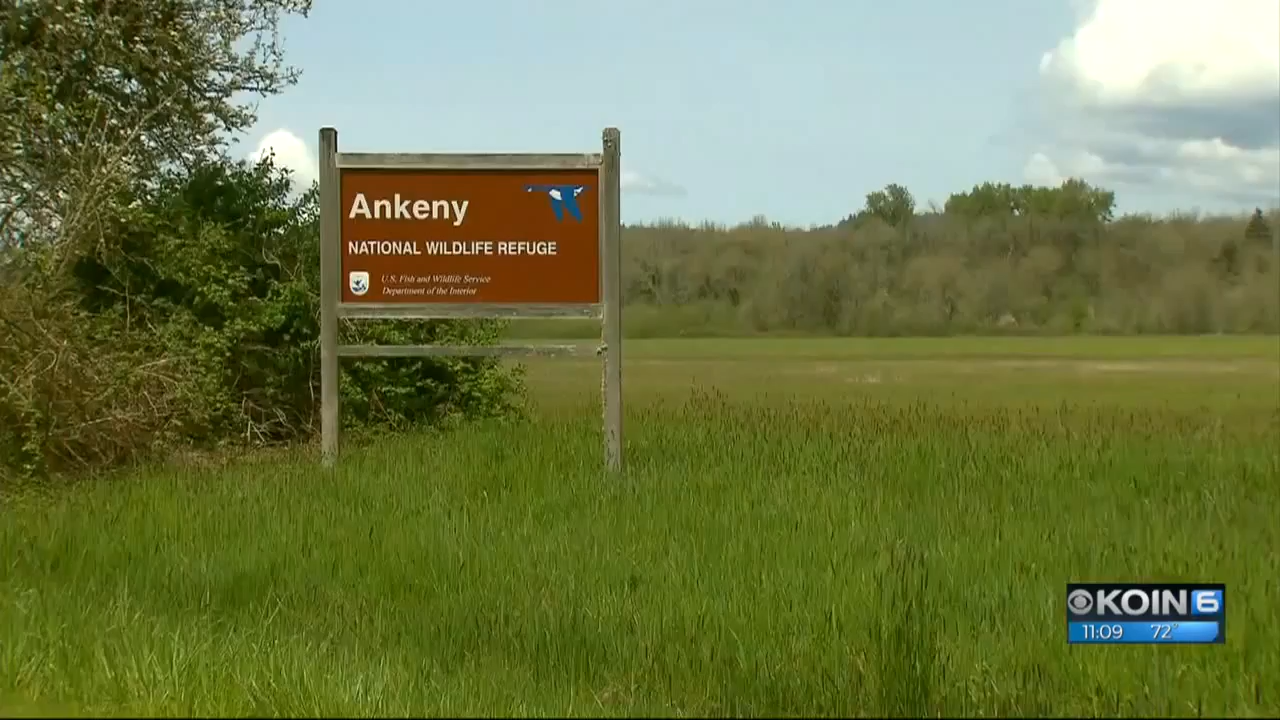 Ankeny
NATIONAL WILDLIFE REFUGE
U.S. Fish and Wildlife Service
Department of the Interior
KOIN 6
11:09 72°